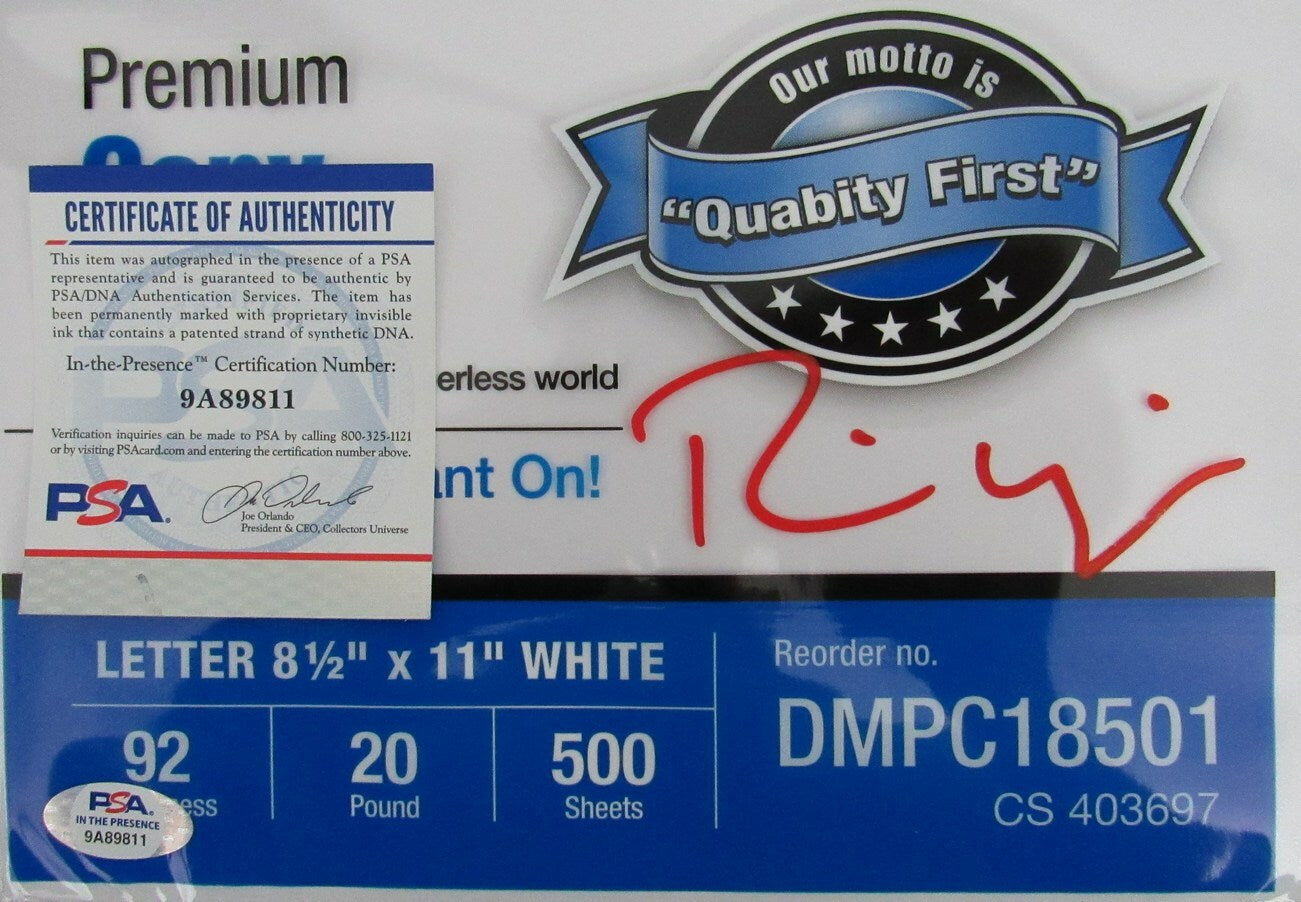 Premium
Our motto is
"Quabity First"
CERTIFICATE OF AUTHENTICITY
This item was autographed in the presence of a PSA
representative and is guaranteed to be authentic by
PSA/DNA Authentication Services. The item has
been permanently marked with proprietary invisible
ink that contains a patented strand of synthetic DNA.
In-the-Presence™ Certification Number:
9A89811
Verification inquiries can be made to PSA by calling 800-325-1121
or by visiting PSAcard.com and entering the certification number above.
PSA.
Joe Orlando
President & CEO, Collectors Universe
erless world
nt On!
LETTER 8½" x 11" WHITE
92
ess
20
Pound
500
Sheets
Reorder no.
DMPC18501
CS 403697
PSA.
IN THE PRESENCE
9A89811